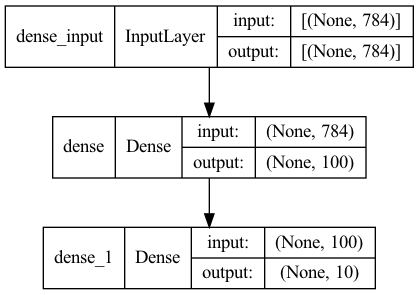 dense_input InputLayer input: [(None, 784)]
output: [(None, 784)]
dense Dense input: (None, 784)
output: (None, 100)
dense_1 Dense input: (None, 100)
output: (None, 10)